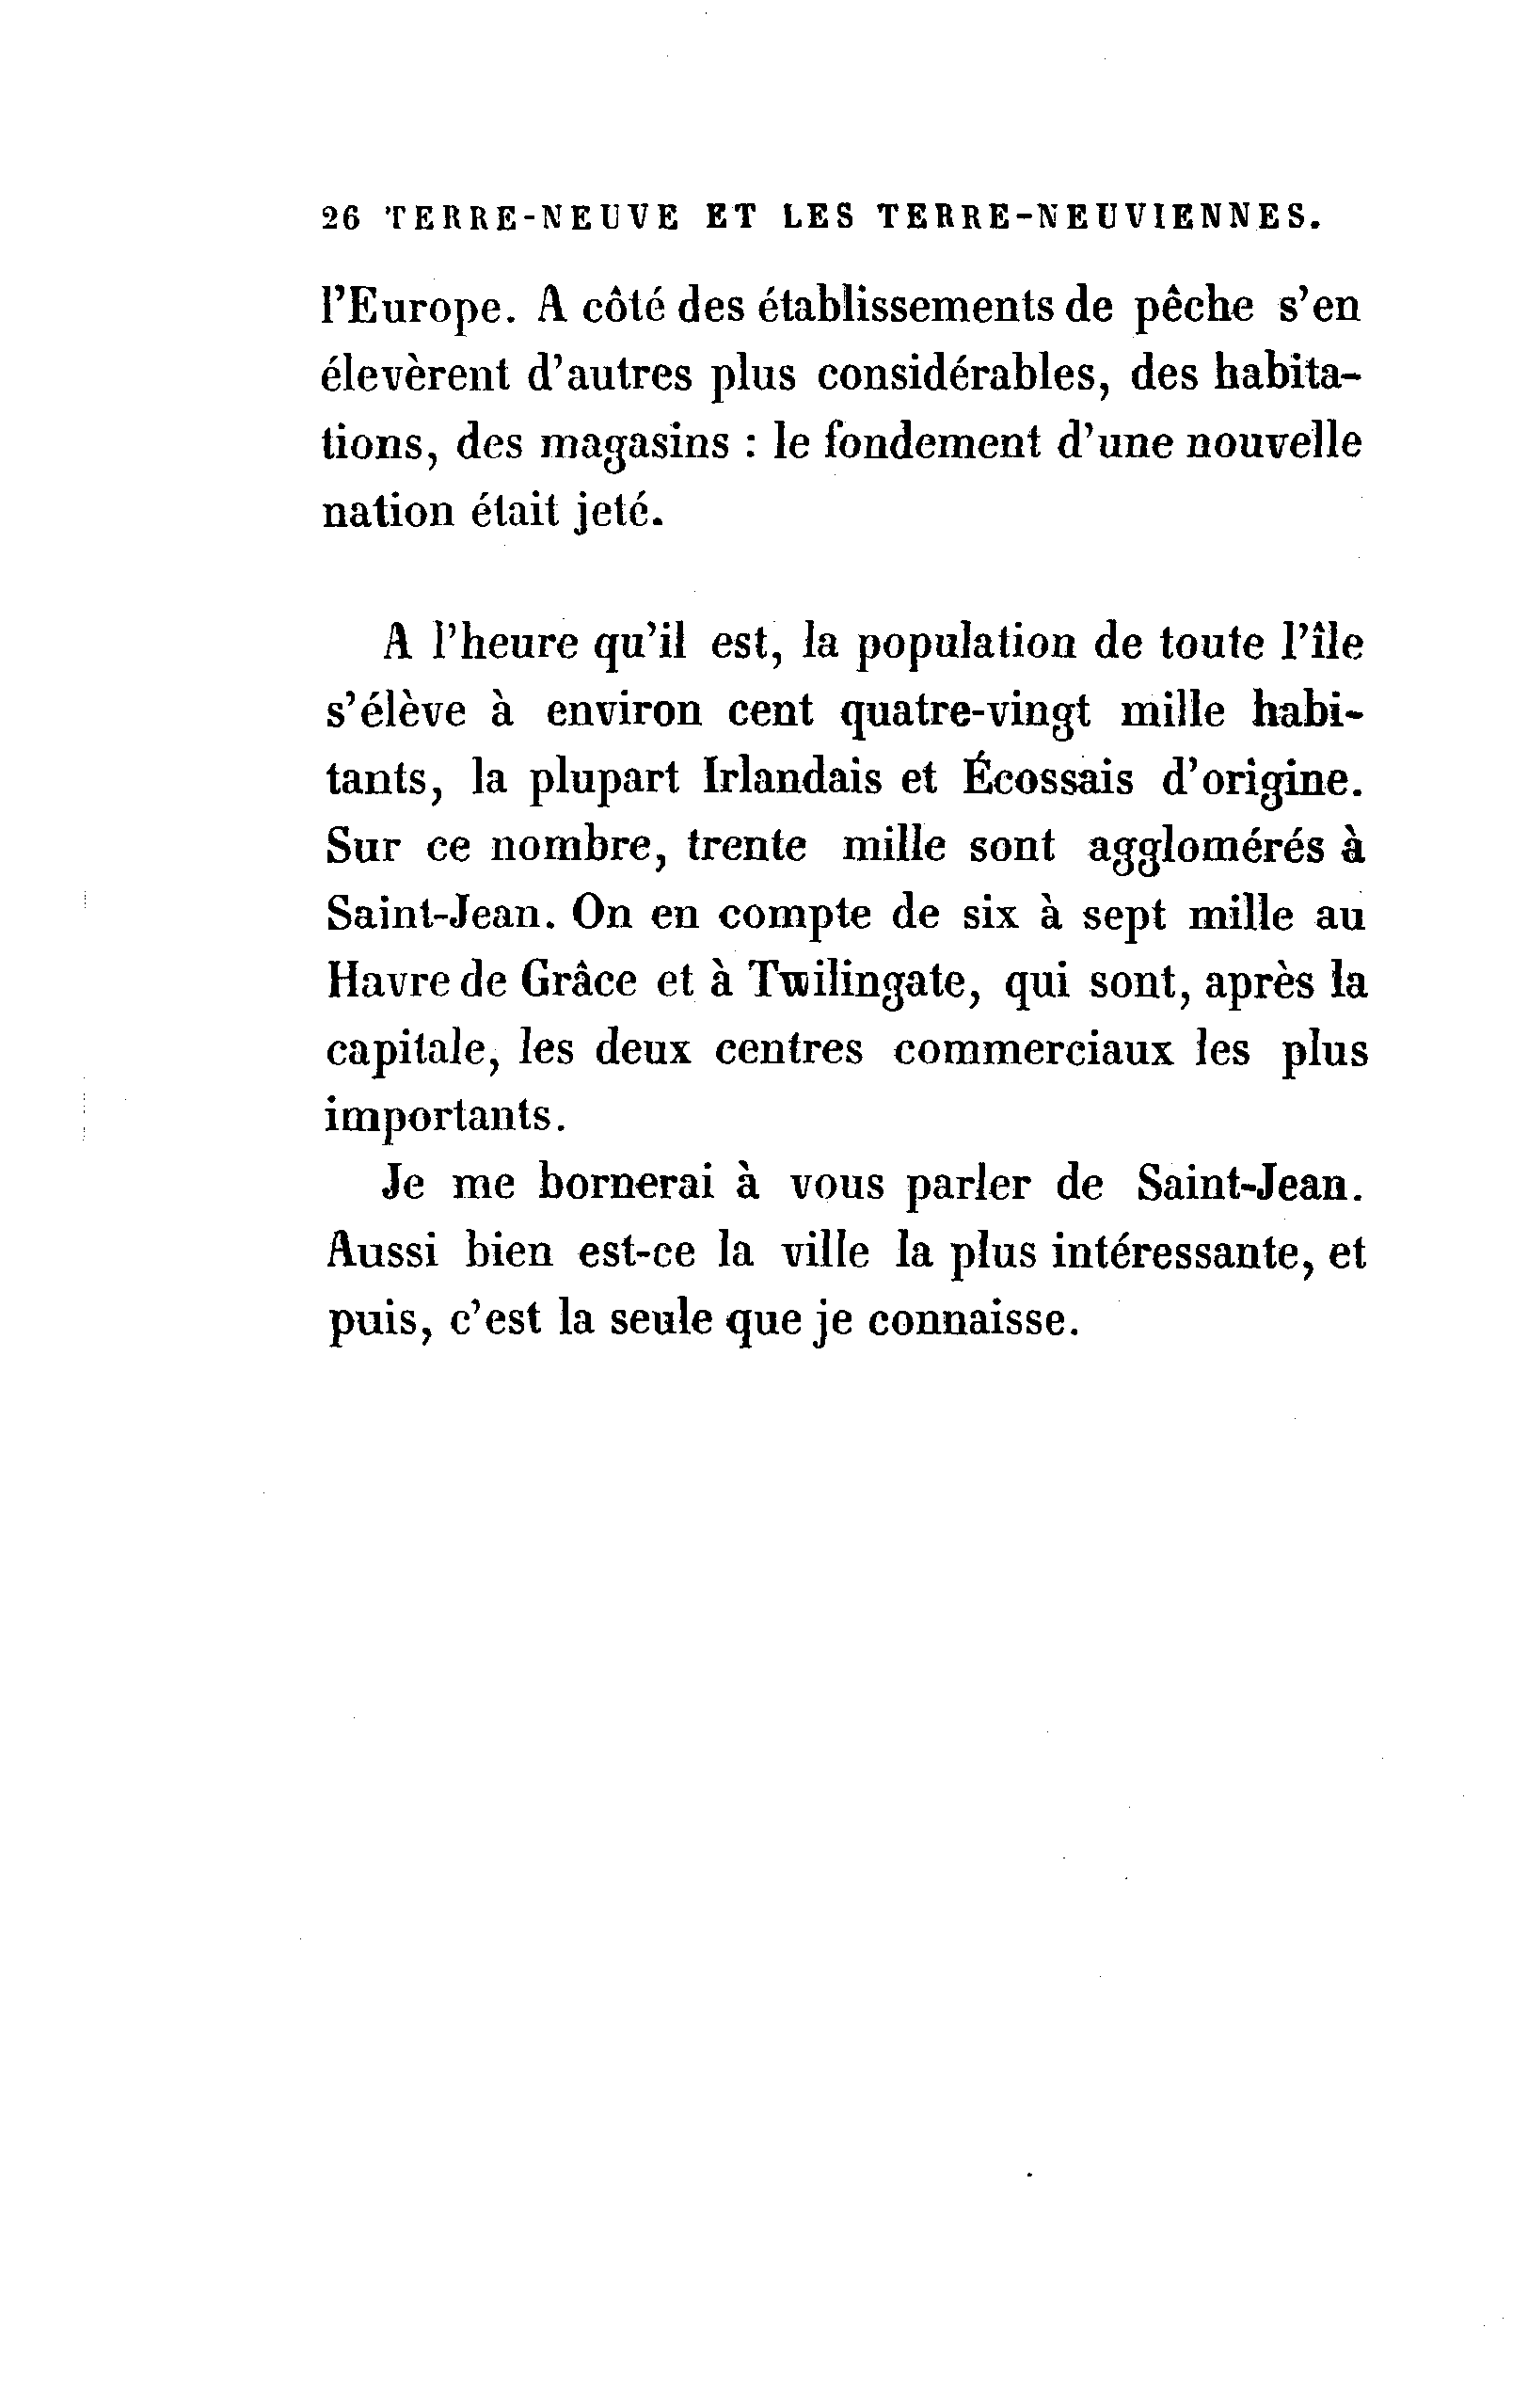 26 TERRE-NEUVE ET LES TERRE-NEUVIENNES.
l'Europe. A côté des établissements de pêche s'en
élevèrent d'autres plus considérables, des habita-
tions, des magasins : le fondement d'une nouvelle
nation était jeté.
A l'heure qu'il est, la population de toute l'île
s'élève à environ cent quatre-vingt mille habi-
tants, la plupart Irlandais et Écossais d'origine.
Sur ce nombre, trente mille sont agglomérés à
Saint-Jean. On en compte de six à sept mille au
Havre de Grâce et à Twilingate, qui sont, après la
capitale, les deux centres commerciaux les plus
importants.
Je me bornerai à vous parler de Saint-Jean.
Aussi bien est-ce la ville la plus intéressante, et
puis, c'est la seule que je connaisse.